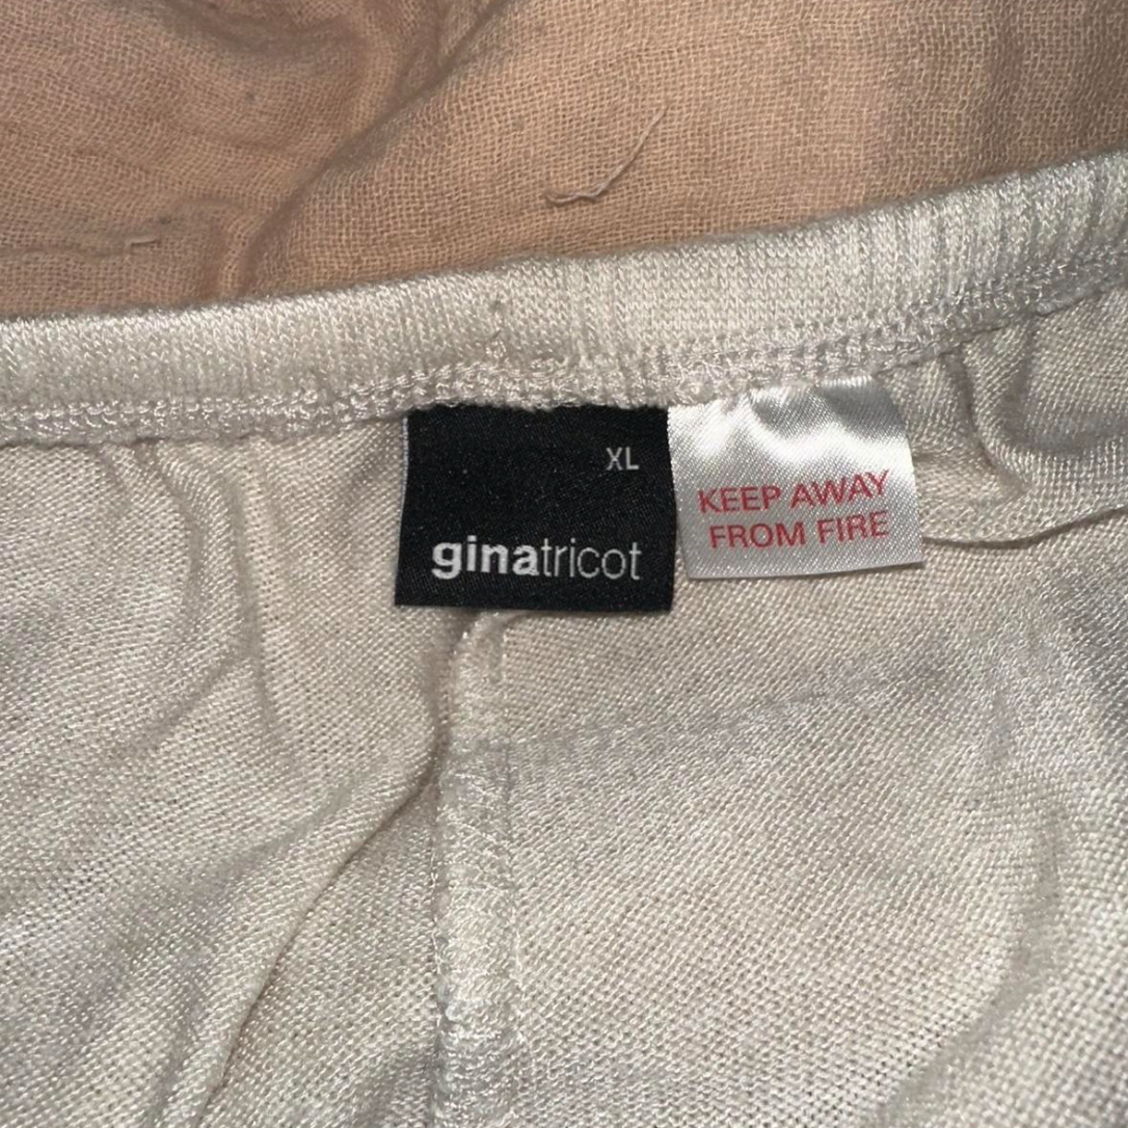 XL
ginatricot
KEEP AWAY
FROM FIRE